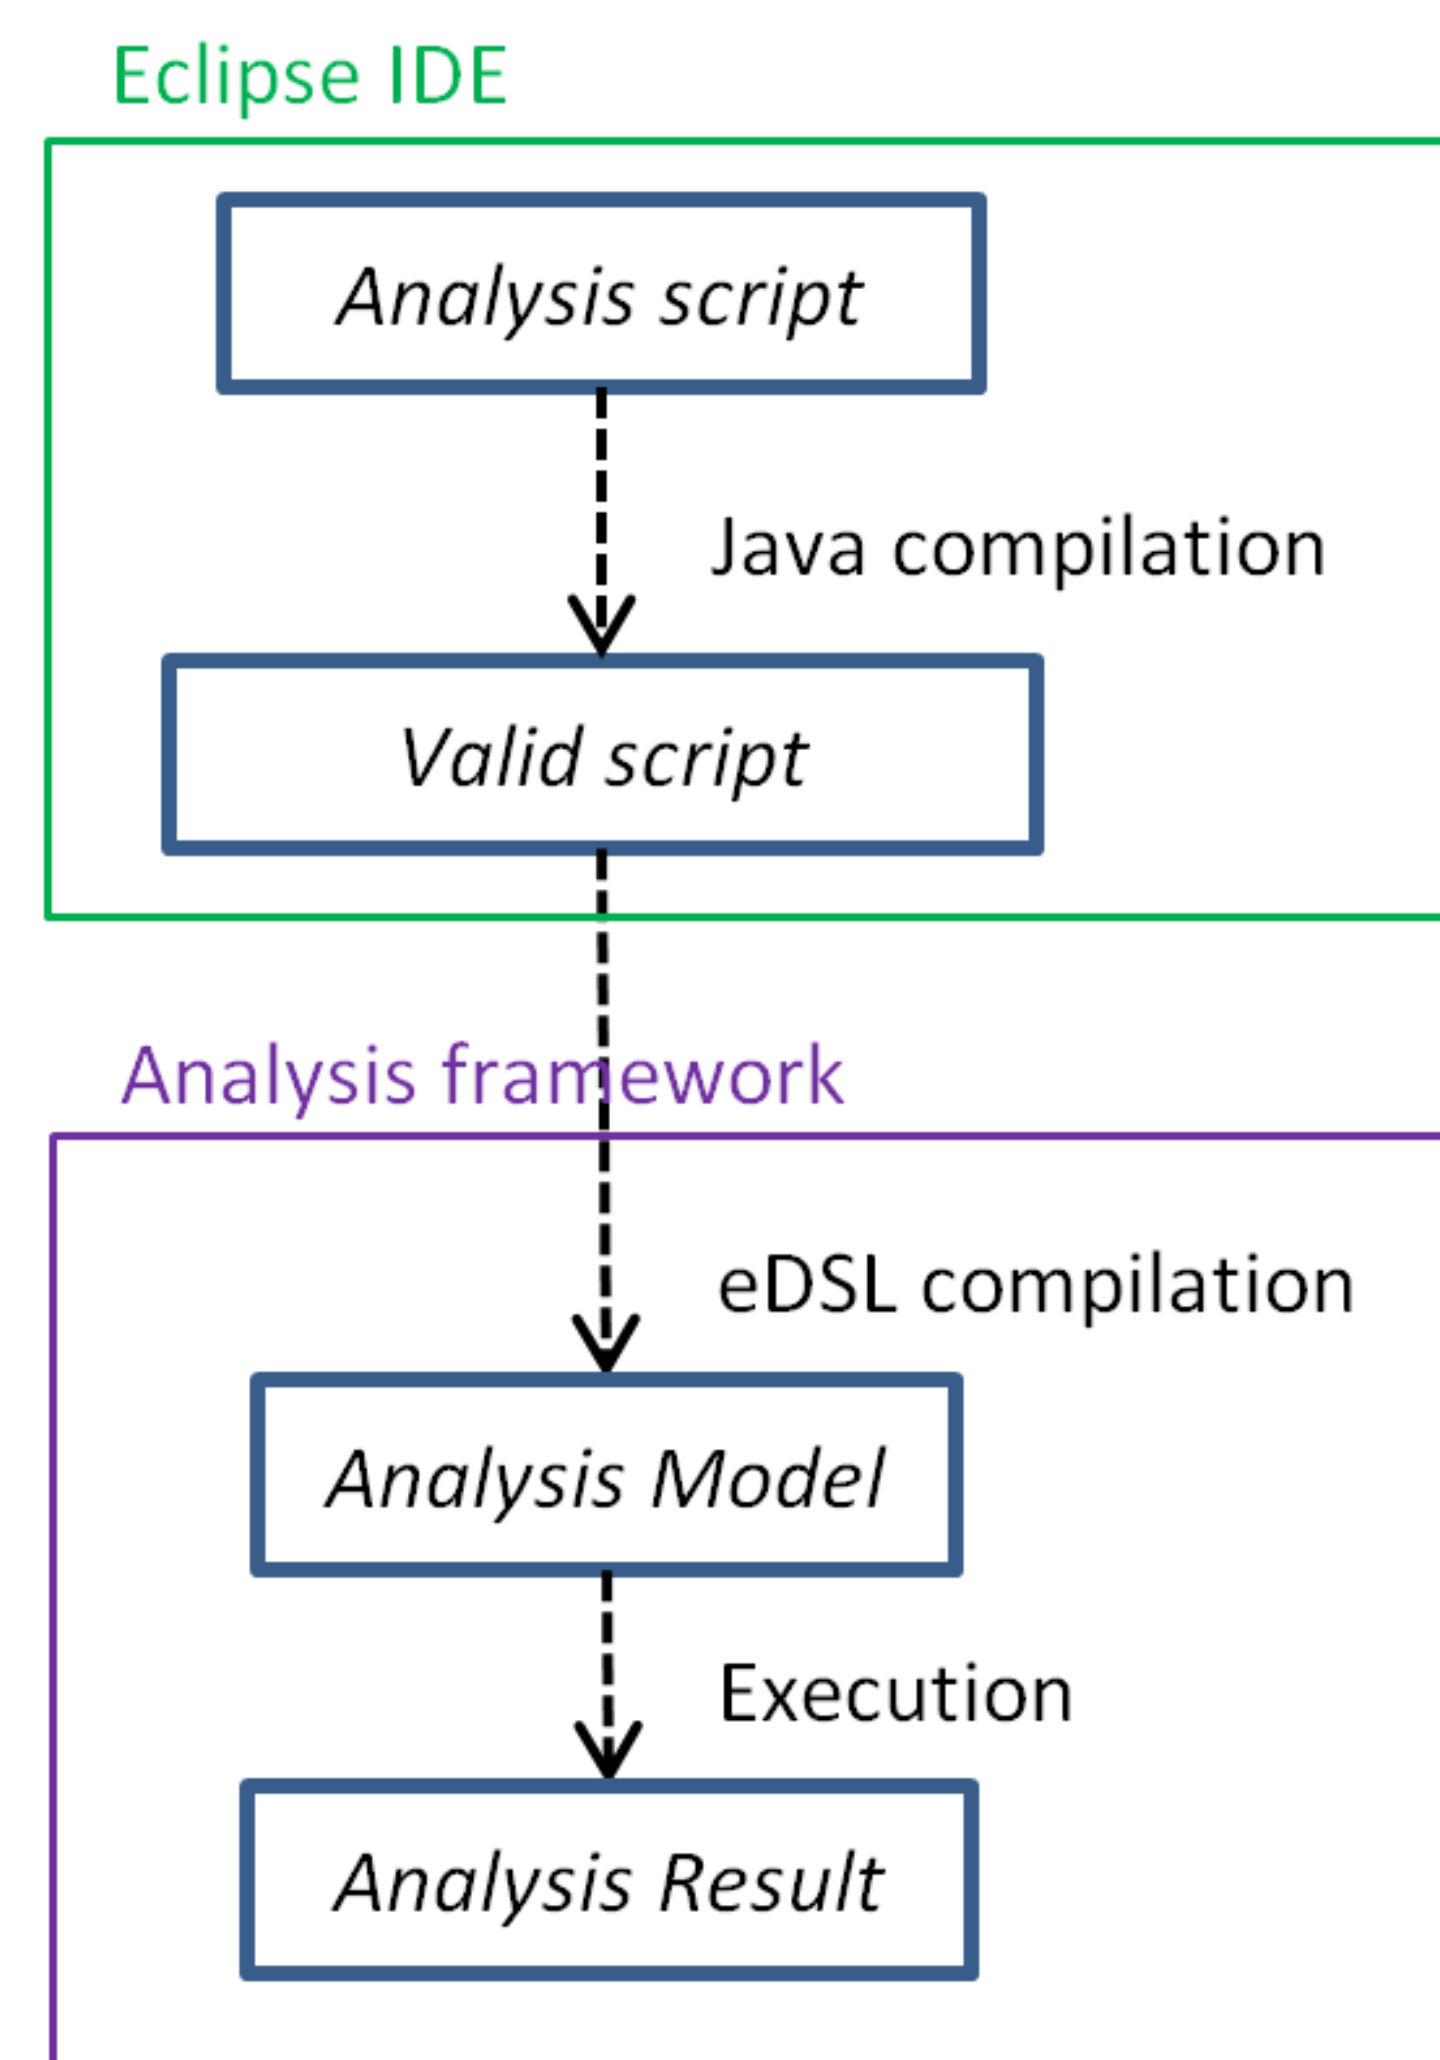 Eclipse IDE
Analysis script
Java compilation
Valid script
Analysis framework
eDSL compilation
Analysis Model
Execution
Analysis Result